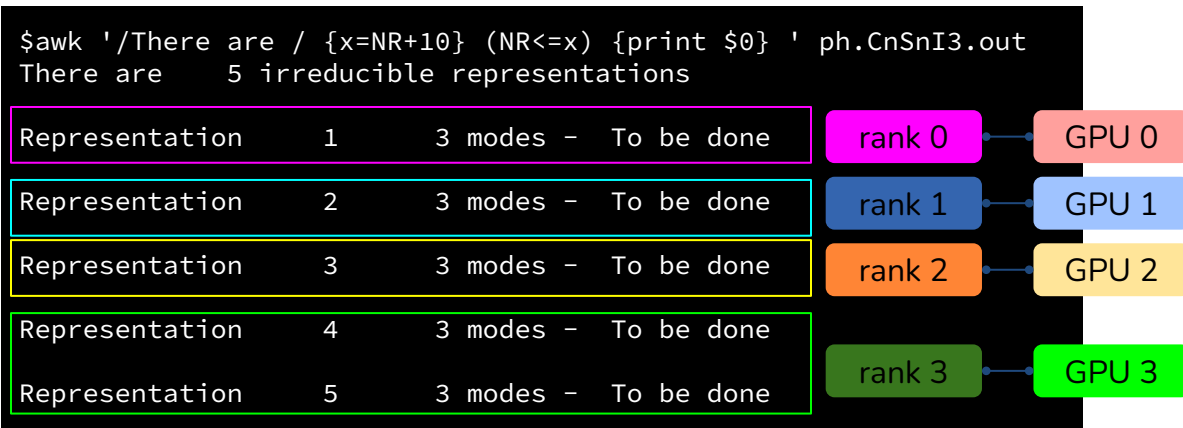 $awk '/There are / {x=NR+10} (NR<=x) {print $0} ' ph.CnSnI3.out
There are    5 irreducible representations
Representation     1      3 modes -  To be done
rank 0
GPU 0
Representation     2      3 modes -  To be done
rank 1
GPU 1
Representation     3      3 modes -  To be done
rank 2
GPU 2
Representation     4      3 modes -  To be done
Representation     5      3 modes -  To be done
rank 3
GPU 3